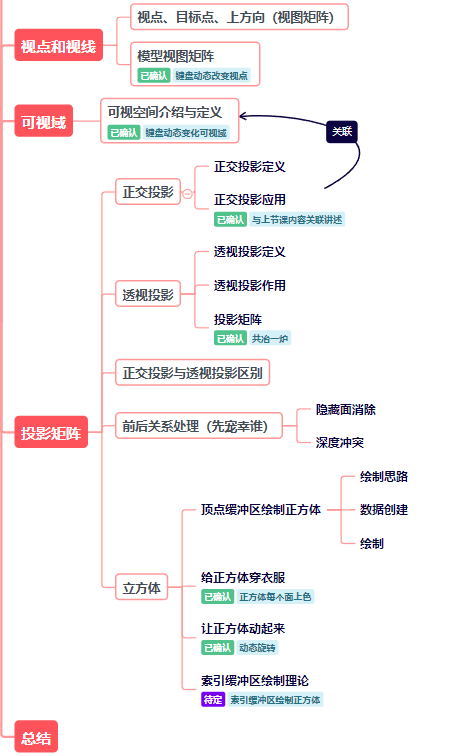 视点和视线
视点、目标点、上方向（视图矩阵）
模型视图矩阵
已确认 键盘动态改变视点
可视域
可视空间介绍与定义
已确认 键盘动态变化可视域
关联
投影矩阵
正交投影
正交投影定义
正交投影应用
已确认 与上节课内容关联讲述
透视投影
透视投影定义
透视投影作用
投影矩阵
已确认 共冶一炉
正交投影与透视投影区别
前后关系处理（先宠幸谁）
隐藏面消除
深度冲突
立方体
顶点缓冲区绘制正方体
绘制思路
数据创建
绘制
给正方体穿衣服
已确认 正方体每个面上色
让正方体动起来
已确认 动态旋转
索引缓冲区绘制理论
待定 索引缓冲区绘制正方体
总结